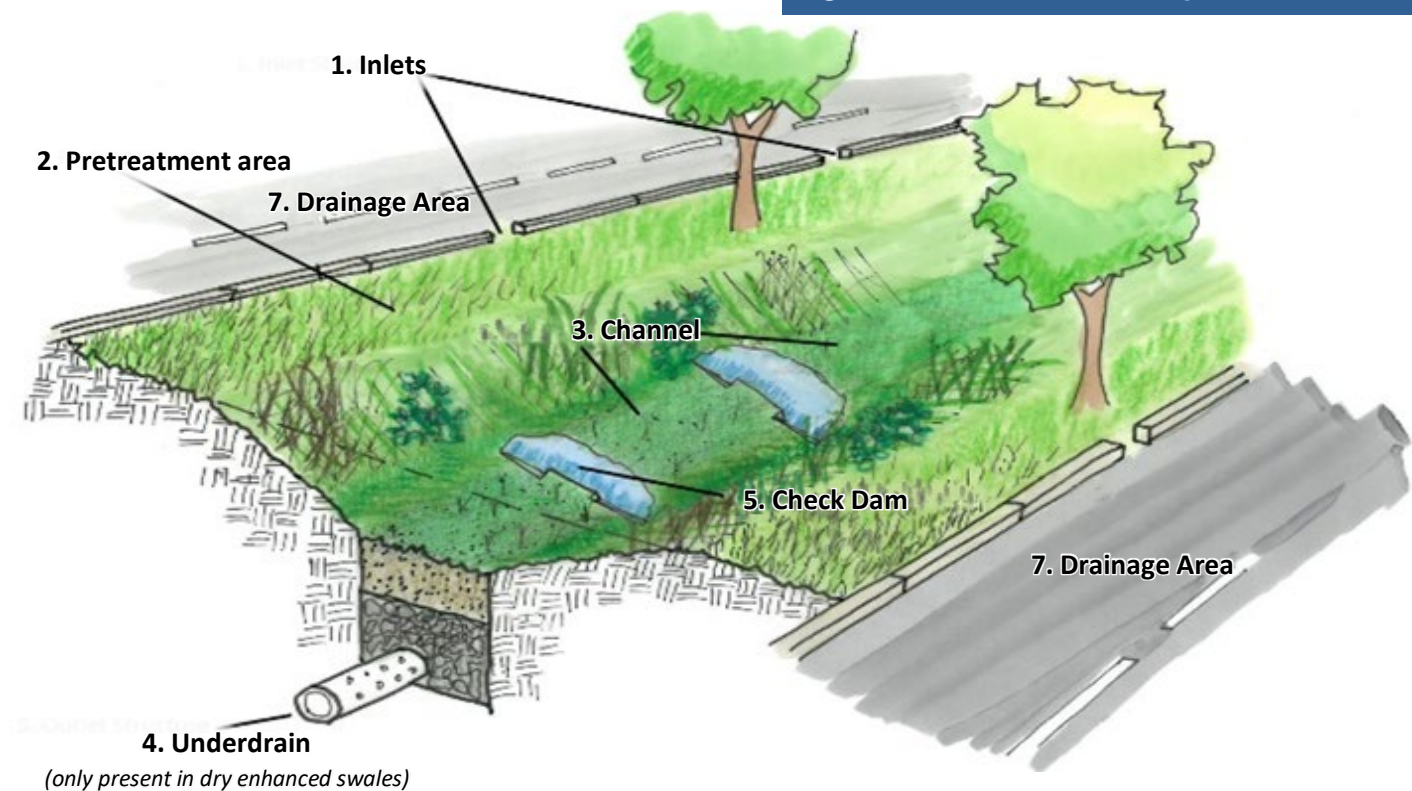 1. Inlets
2. Pretreatment area
7. Drainage Area
3. Channel
5. Check Dam
7. Drainage Area
4. Underdrain
(only present in dry enhanced swales)